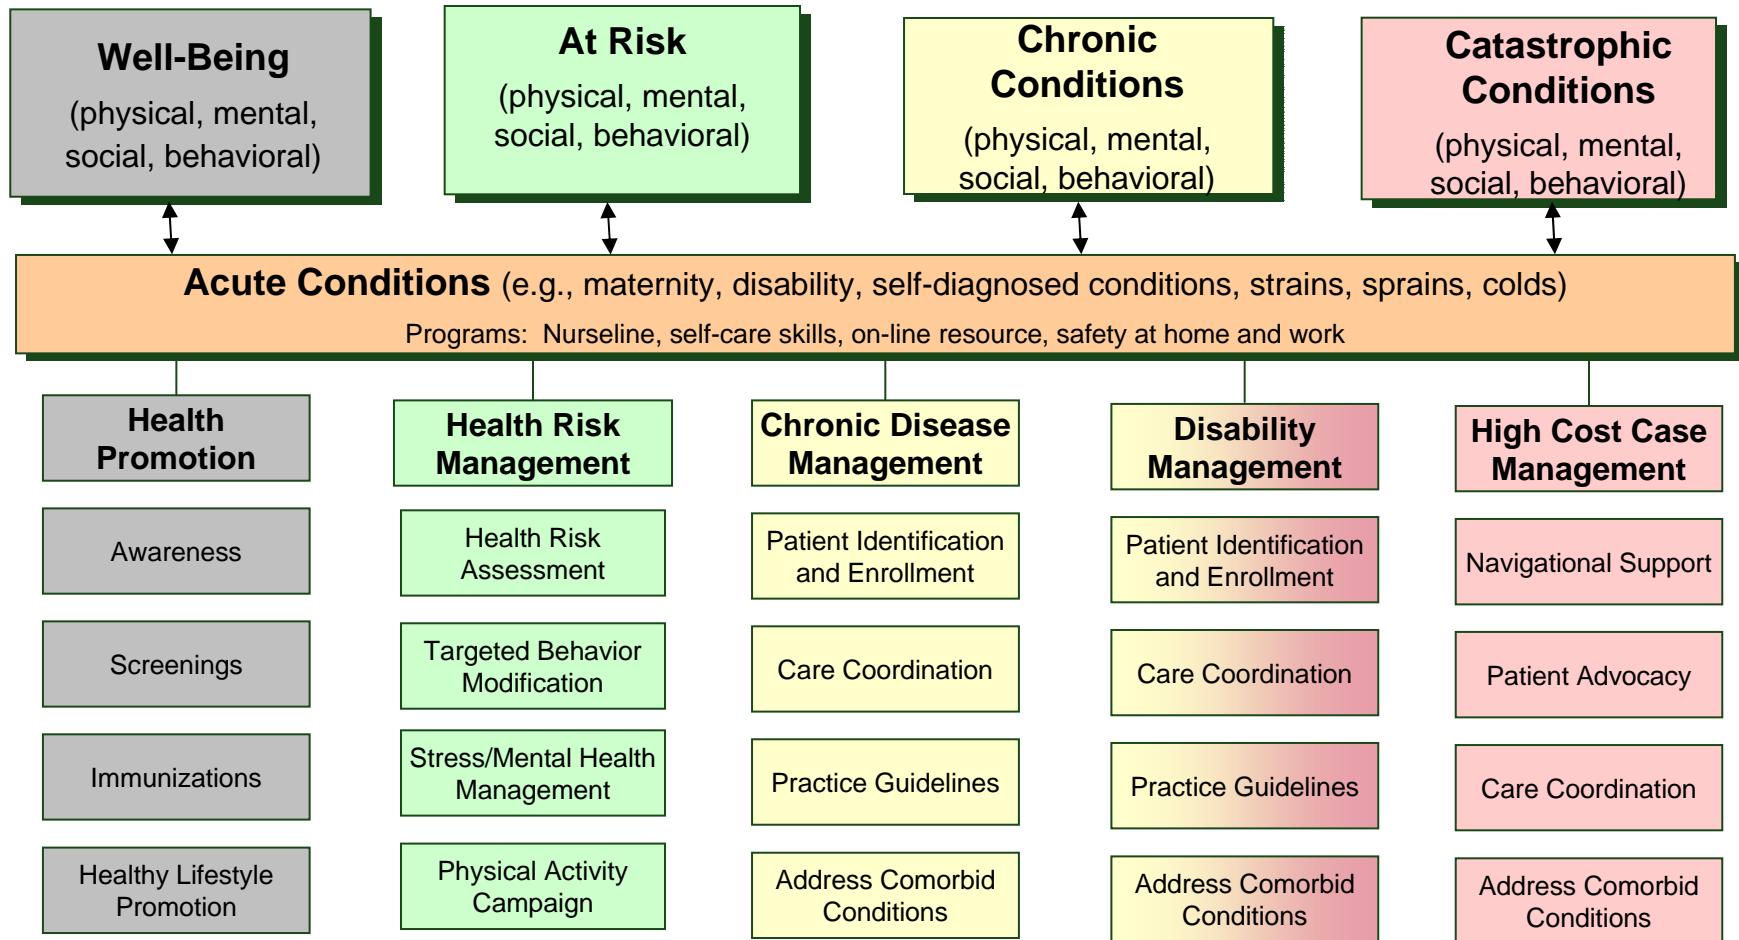 Well-Being
(physical, mental,
social, behavioral)
At Risk
(physical, mental,
social, behavioral)
Chronic
Conditions
(physical, mental,
social, behavioral)
Catastrophic
Conditions
(physical, mental,
social, behavioral)
Acute Conditions (e.g., maternity, disability, self-diagnosed conditions, strains, sprains, colds)
Programs: Nurseline, self-care skills, on-line resource, safety at home and work
Health
Promotion
Awareness
Screenings
Immunizations
Healthy Lifestyle
Promotion
Health Risk
Management
Health Risk
Assessment
Targeted Behavior
Modification
Stress/Mental Health
Management
Physical Activity
Campaign
Chronic Disease
Management
Patient Identification
and Enrollment
Care Coordination
Practice Guidelines
Address Comorbid
Conditions
Disability
Management
Patient Identification
and Enrollment
Care Coordination
Practice Guidelines
Address Comorbid
Conditions
High Cost Case
Management
Navigational Support
Patient Advocacy
Care Coordination
Address Comorbid
Conditions